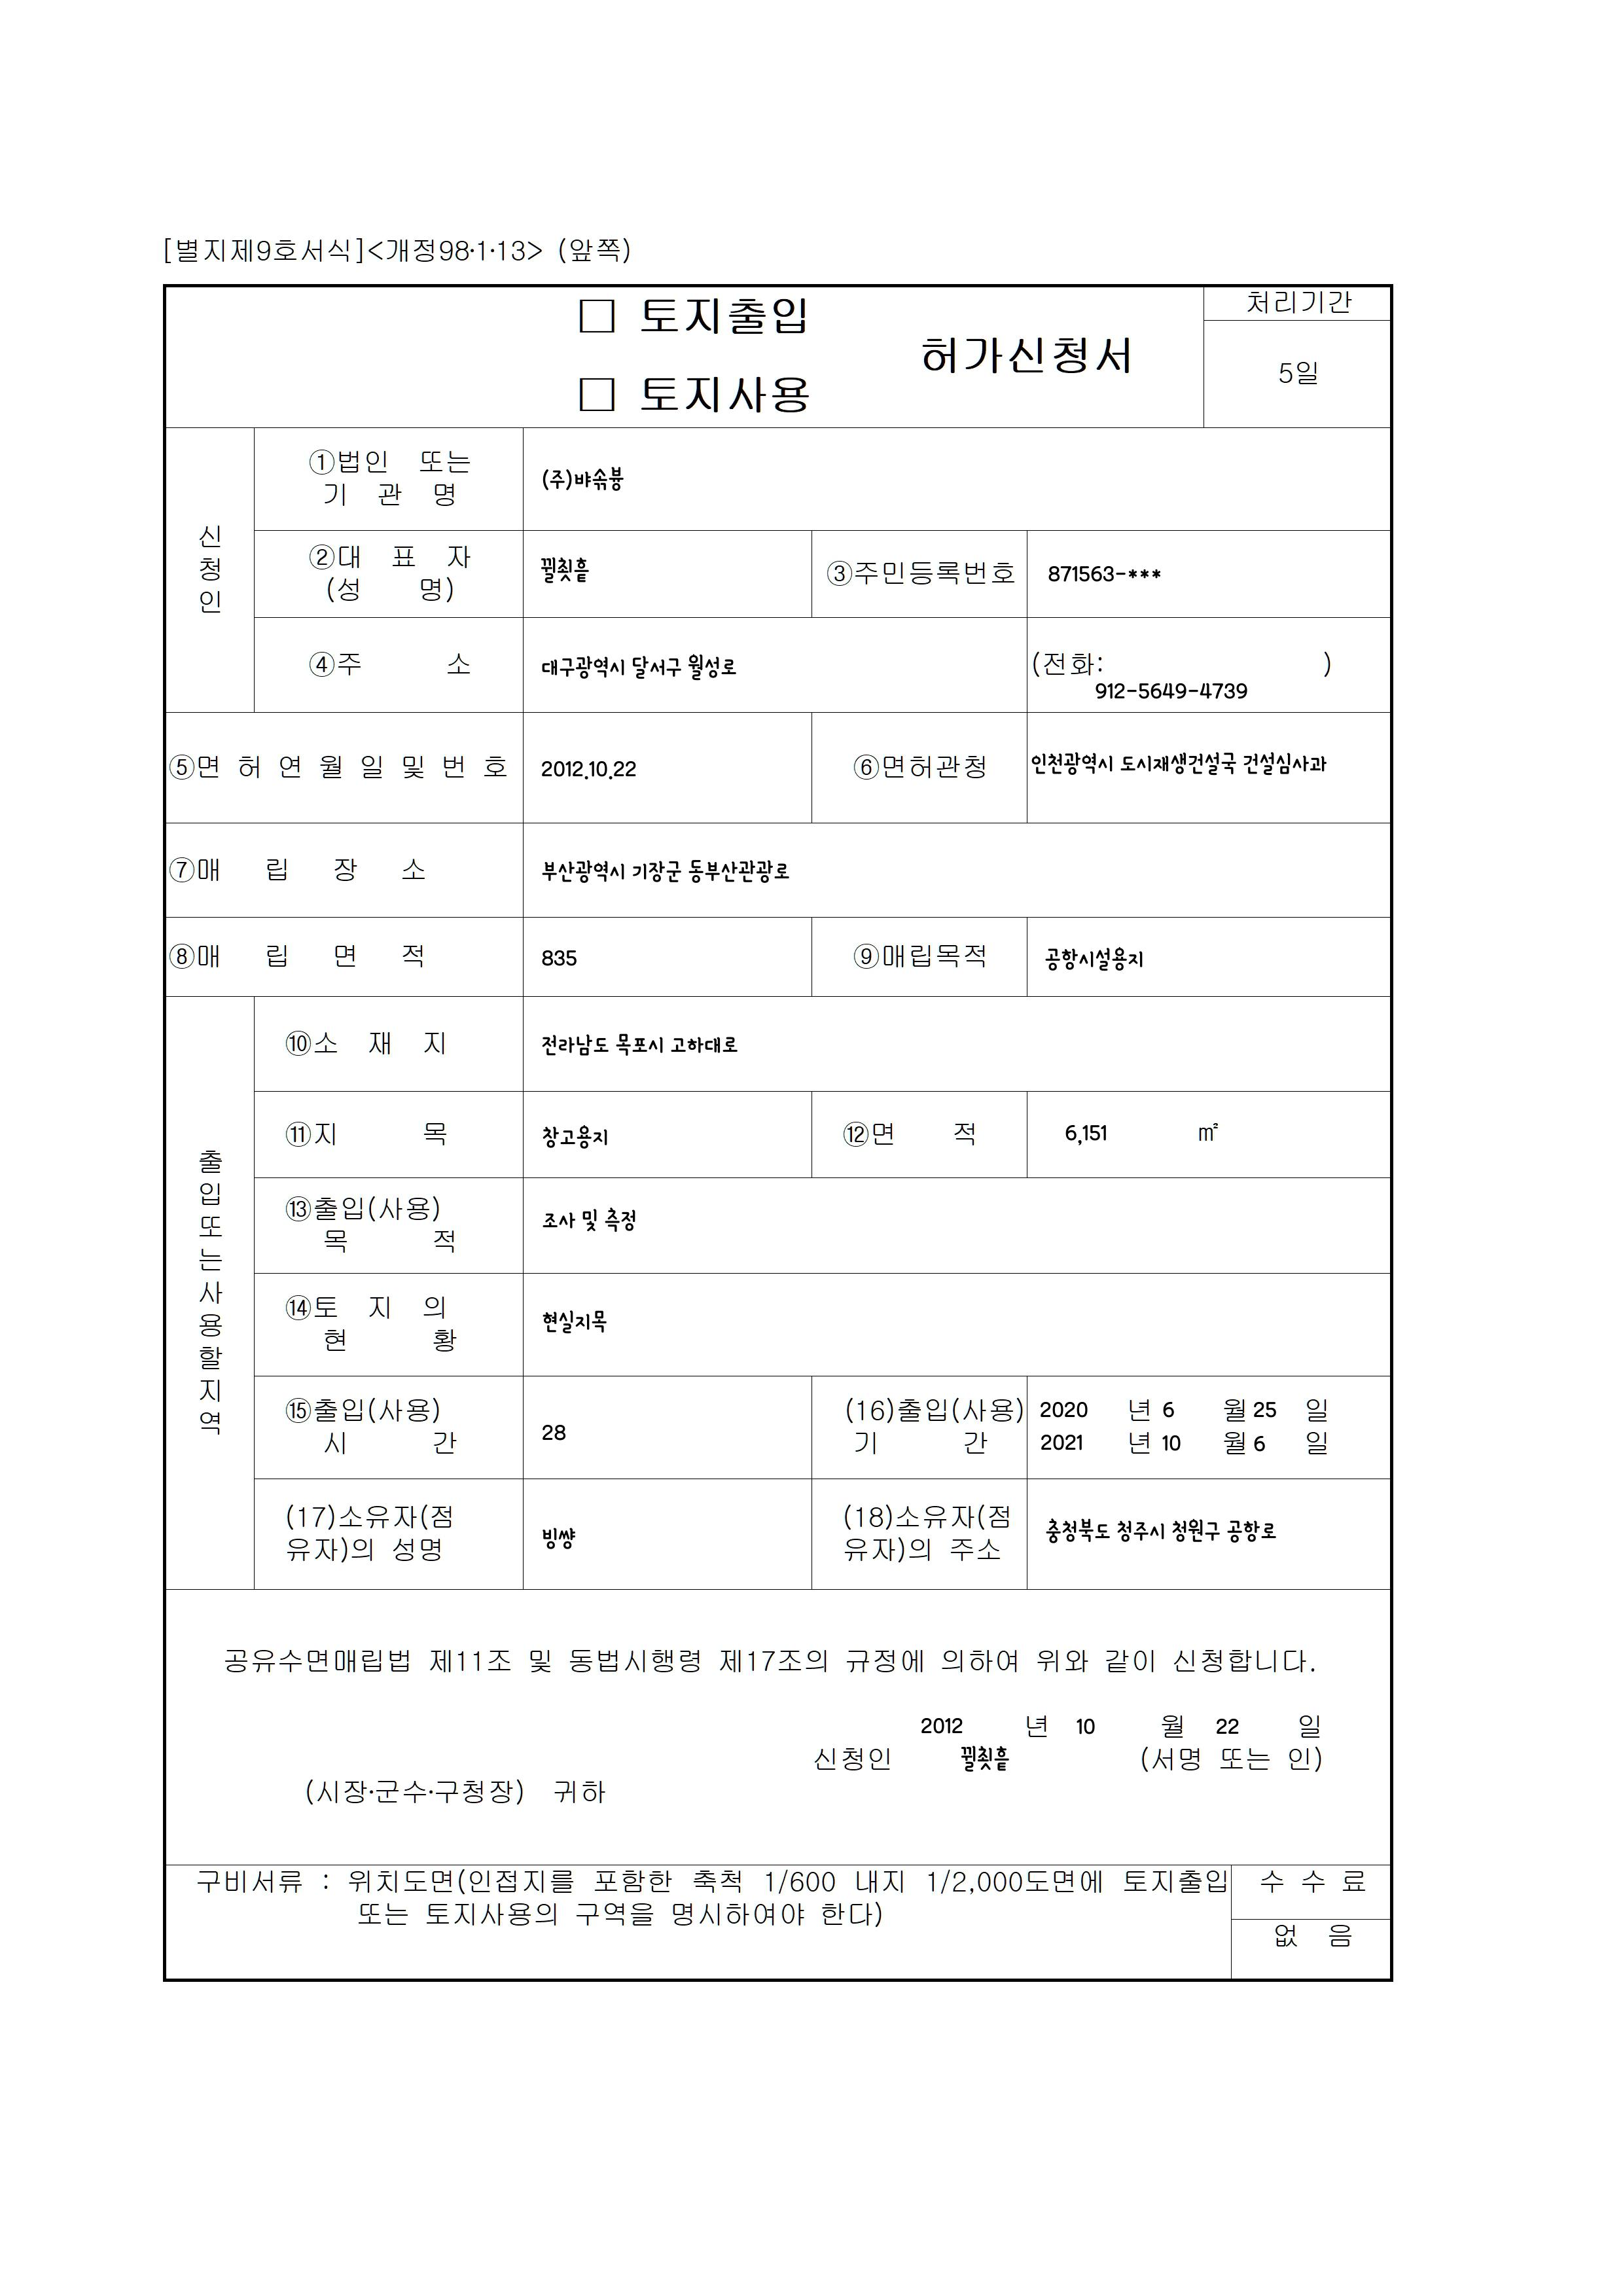 [별지제9호서식]<개정98·1·13> (앞쪽)
□ 토지출입
□ 토지사용
허가신청서
처리기간
5일
신청인
①법인 또는
기 관 명
②대 표 자
(성 명)
③주민등록번호
871563-***
④주 소
대구광역시 달서구 월성로
(전화: )
912-5649-4739
⑤면 허 연 월 일 및 번 호
2012.10.22
⑥면허관청
인천광역시 도시재생건설국 건설심사과
⑦매 립 장 소
부산광역시 기장군 동부산관광로
⑧매 립 면 적
835
⑨매립목적
공항시설용지
출입또는사용할지역
⑩소 재 지
전라남도 목포시 고하대로
⑪지 목
창고용지
⑫면 적
6,151 ㎡
⑬출입(사용)
목 적
조사 및 측정
⑭토 지 의
현 황
현실지목
⑮출입(사용)
시 간
28
(16)출입(사용)
기 간
2020 년 6 월 25 일
2021 년 10 월 6 일
(17)소유자(점
유자)의 성명
빙썅
(18)소유자(점
유자)의 주소
충청북도 청주시 청원구 공항로
공유수면매립법 제11조 및 동법시행령 제17조의 규정에 의하여 위와 같이 신청합니다.
2012 년 10 월 22 일
신청인 (서명 또는 인)
(시장·군수·구청장) 귀하
구비서류 : 위치도면(인접지를 포함한 축척 1/600 내지 1/2,000도면에 토지출입
또는 토지사용의 구역을 명시하여야 한다)
수 수 료
없 음